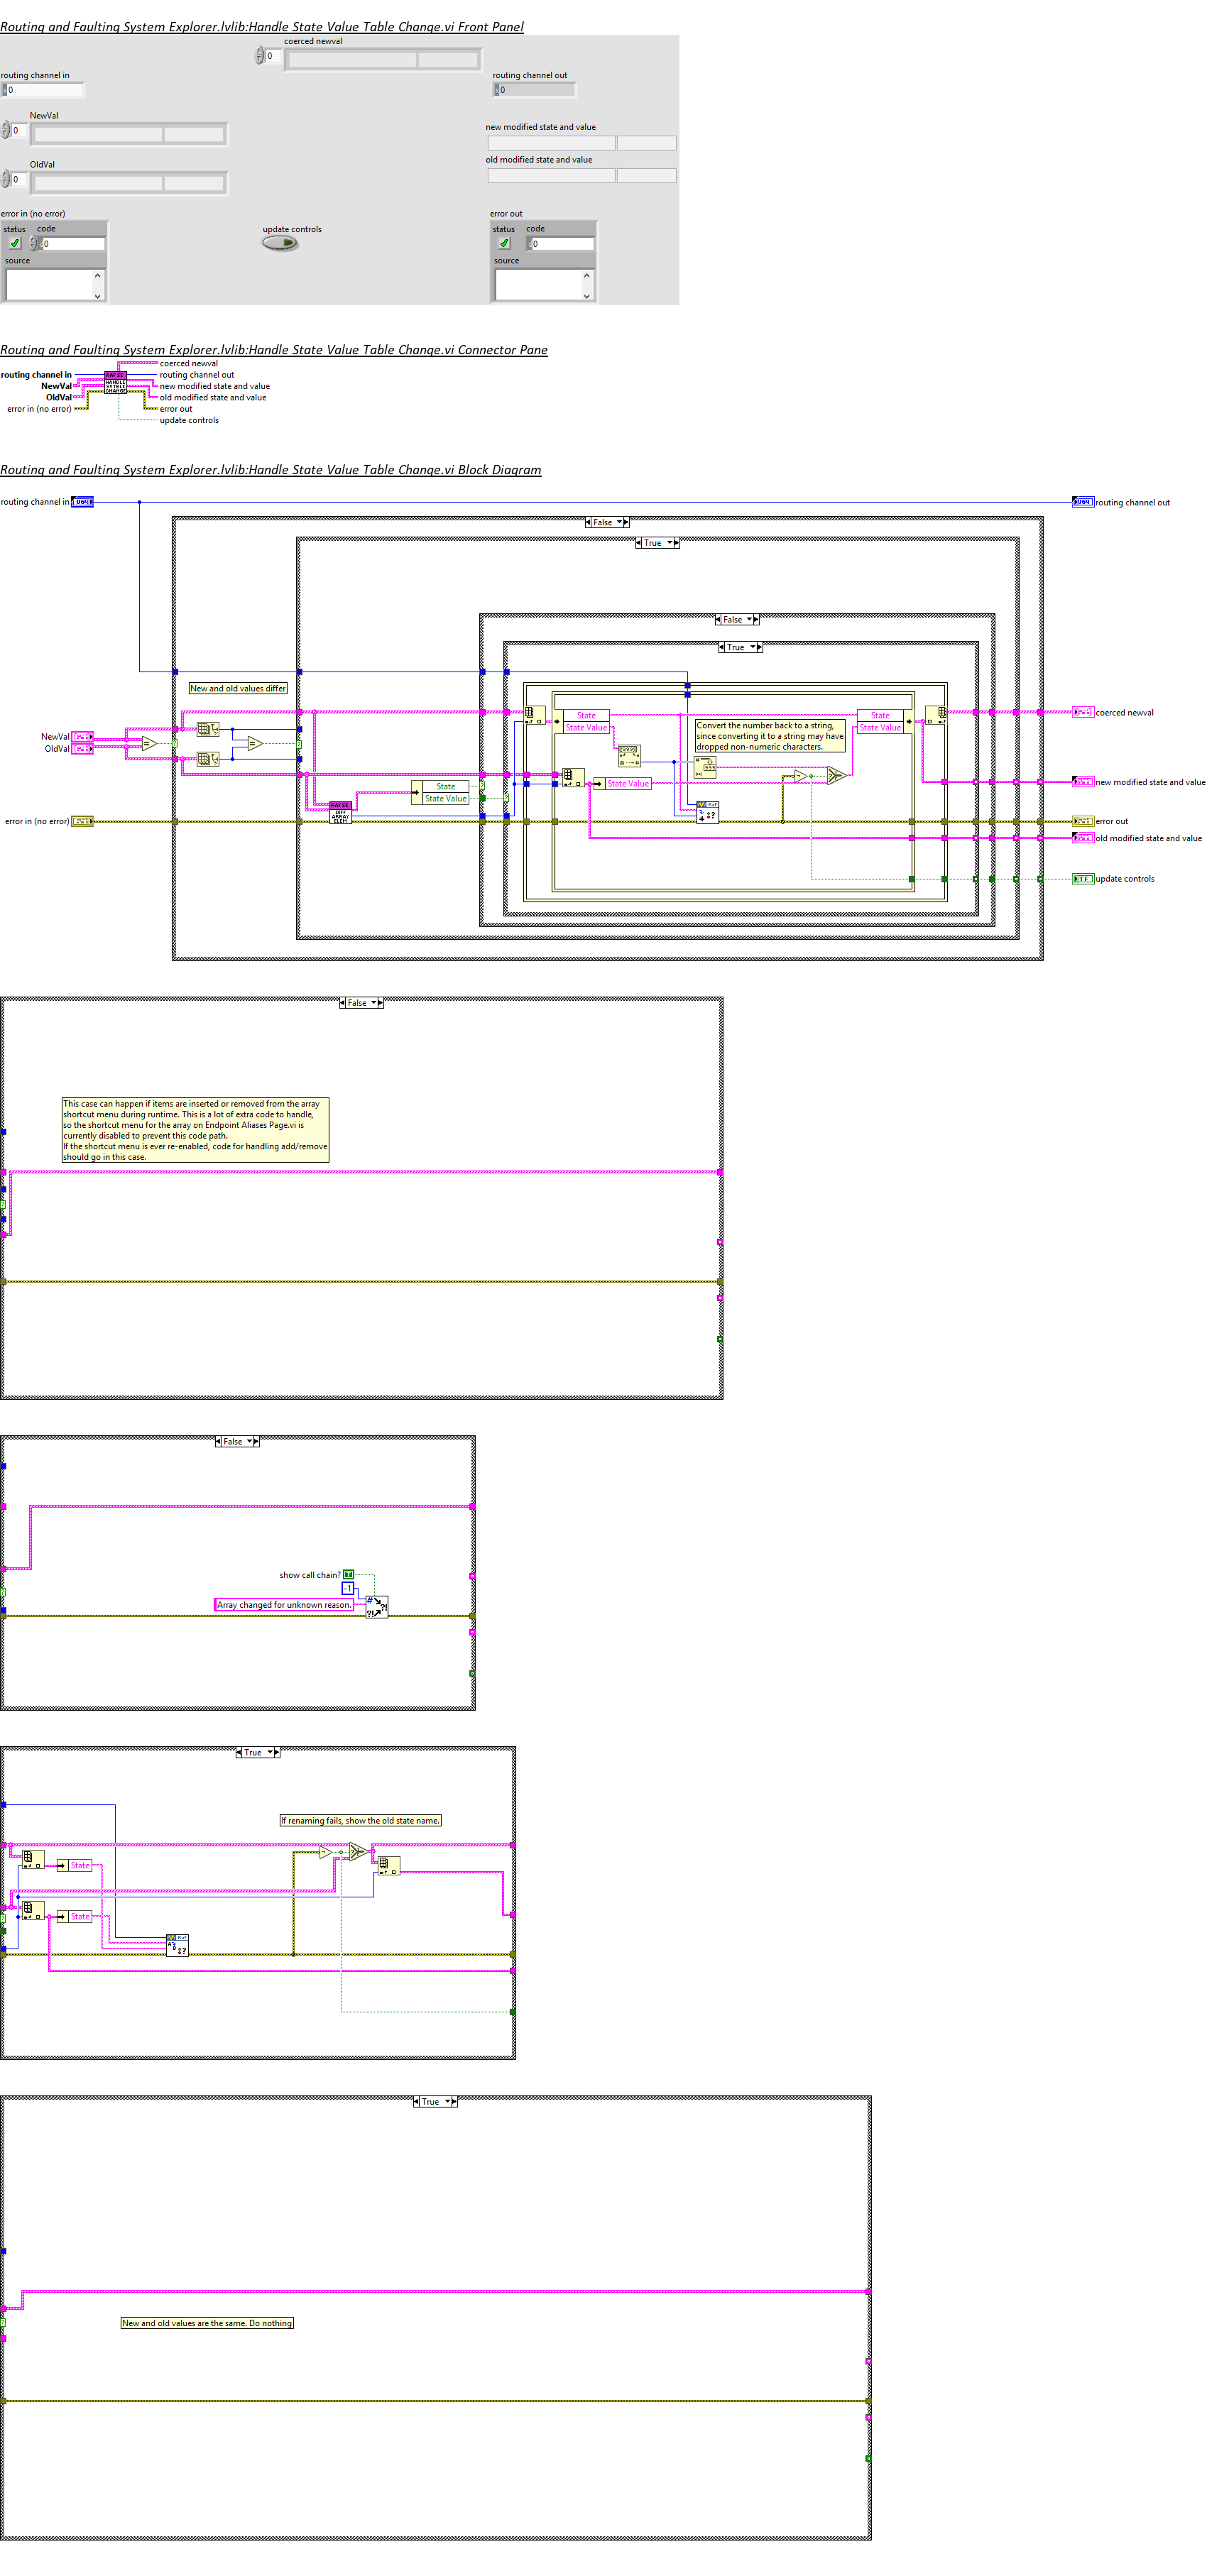 Routing and Faulting System Explorer.lvlib:Handle State Value Table Change.vi Front Panel
coerced newval
0
routing channel in
routing channel out
0
0
NewVal
0
new modified state and value
OldVal
old modified state and value
0
error in (no error)
error out
status code
update controls
status code
0
0
source
source
Routing and Faulting System Explorer.lvlib:Handle State Value Table Change.vi Connector Pane
coerced newval
routing channel in
RAFSE
routing channel out
NewVal
HANDLE
new modified state and value
OldVal
CHANGE
old modified state and value
error in (no error)
error out
update controls
Routing and Faulting System Explorer.lvlib:Handle State Value Table Change.vi Block Diagram
routing channel in
U64
U64
routing channel out
False
True
False
True
New and old values differ
State
State Value
Convert the number back to a string,
since converting it to a string may have
dropped non-numeric characters.
State
State Value
coerced newval
NewVal
OldVal
State Value
new modified state and value
State
State Value
RAFSE
DIFF
ARRAY
ELEM
error in (no error)
error out
old modified state and value
TF
update controls
False
This case can happen if items are inserted or removed from the array
shortcut menu during runtime. This is a lot of extra code to handle,
so the shortcut menu for the array on Endpoint Aliases Page.vi is
currently disabled to prevent this code path.
If the shortcut menu is ever re-enabled, code for handling add/remove
should go in this case.
False
show call chain?
T
-1
Array changed for unknown reason.
True
If renaming fails, show the old state name.
State
State
True
New and old values are the same. Do nothing